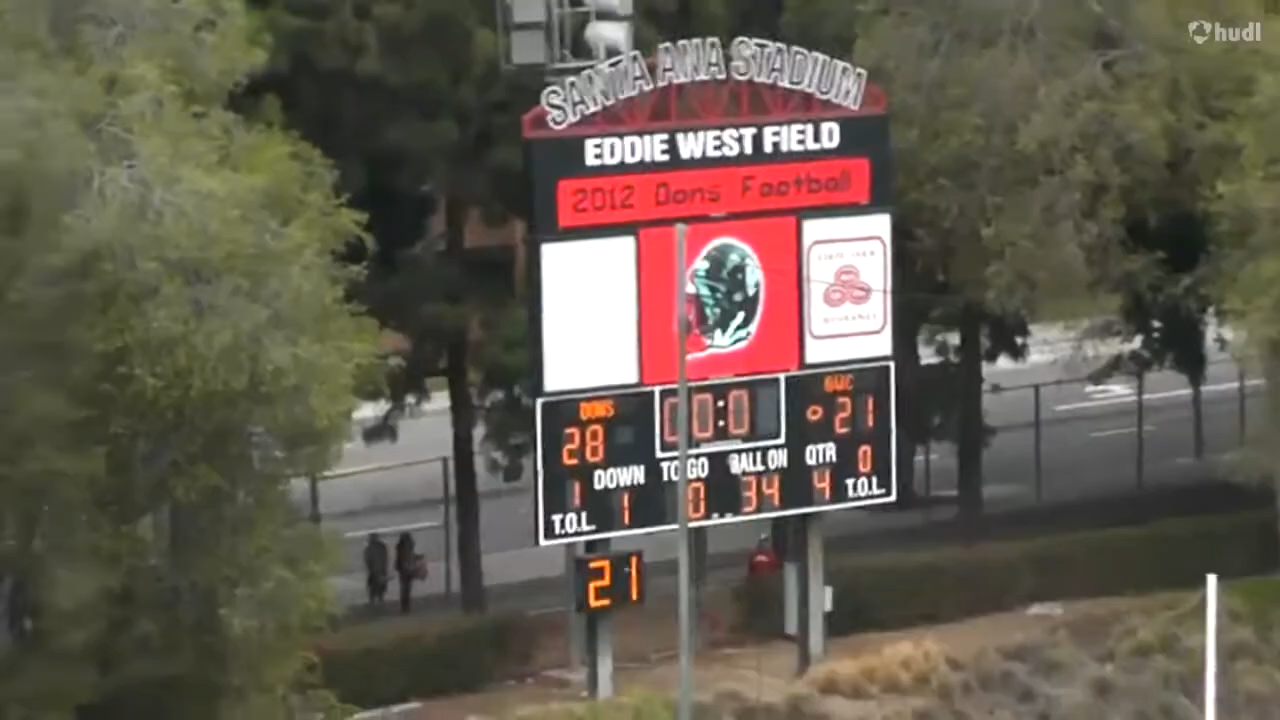 hudl
SANTA ANA STADIUM
EDDIE WEST FIELD
2012 Dons Football
DONS
28
0:0
21
DOWN TO GO BALL ON QTR 0
1 1 0 34 4
T.O.L. T.O.L.
21